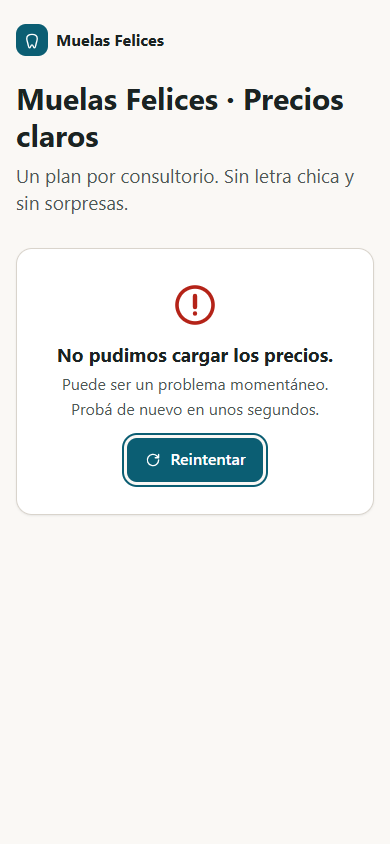 Muelas Felices
Muelas Felices · Precios
claros
Un plan por consultorio. Sin letra chica y
sin sorpresas.
No pudimos cargar los precios.
Puede ser un problema momentáneo.
Probá de nuevo en unos segundos.
Reintentar